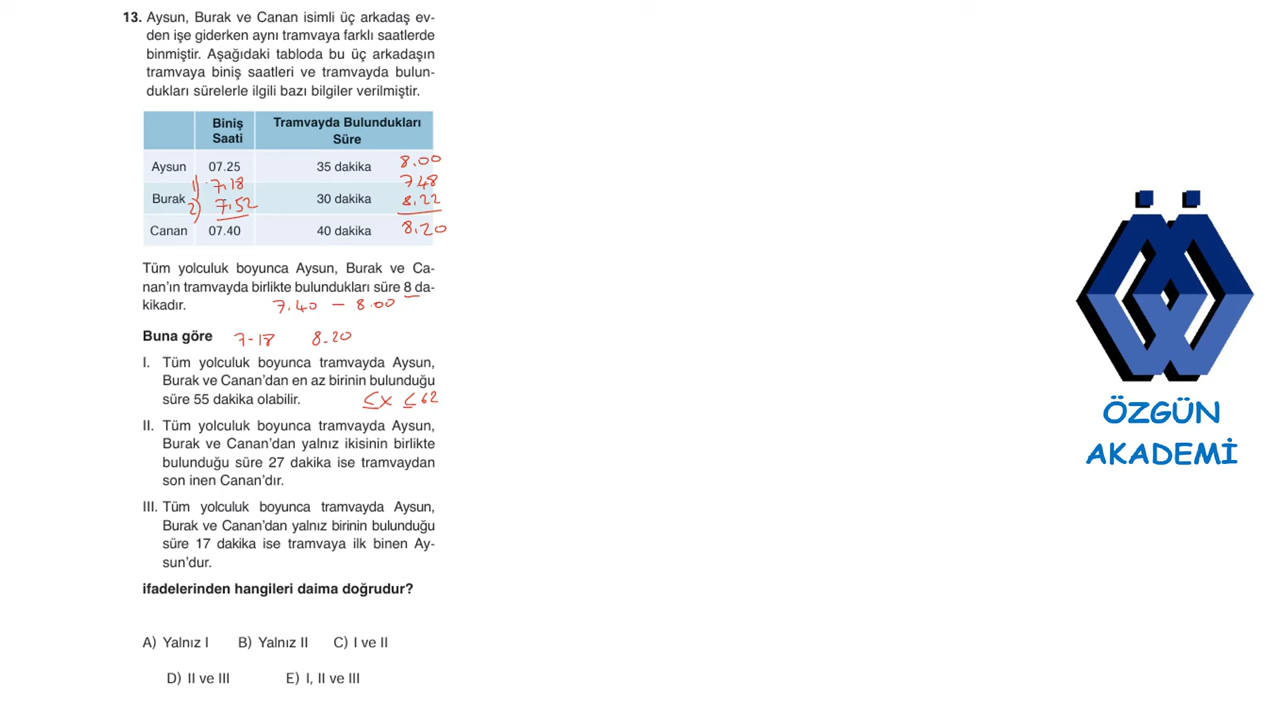 13. Aysun, Burak ve Canan isimli üç arkadaş ev-
den işe giderken aynı tramvaya farklı saatlerde
binmiştir. Aşağıdaki tabloda bu üç arkadaşın
tramvaya biniş saatleri ve tramvayda bulun-
dukları sürelerle ilgili bazı bilgiler verilmiştir.
Biniş Saati Tramvayda Bulundukları Süre
Aysun 07.25 35 dakika 8.00
1) 7.18 7.48
Burak 30 dakika
2) 7.52 8.22
Canan 07.40 40 dakika 8.20
Tüm yolculuk boyunca Aysun, Burak ve Ca-
nan'ın tramvayda birlikte bulundukları süre 8 da-
kikadır. 7.40 – 8.00
Buna göre 7-18 8.20
I. Tüm yolculuk boyunca tramvayda Aysun,
Burak ve Canan'dan en az birinin bulunduğu
süre 55 dakika olabilir. ≤ x ≤ 62
II. Tüm yolculuk boyunca tramvayda Aysun,
Burak ve Canan'dan yalnız ikisinin birlikte
bulunduğu süre 27 dakika ise tramvaydan
son inen Canan'dır.
III. Tüm yolculuk boyunca tramvayda Aysun,
Burak ve Canan'dan yalnız birinin bulunduğu
süre 17 dakika ise tramvaya ilk binen Ay-
sun'dur.
ifadelerinden hangileri daima doğrudur?
A) Yalnız I B) Yalnız II C) I ve II
D) II ve III E) I, II ve III
ÖZGÜN
AKADEMİ